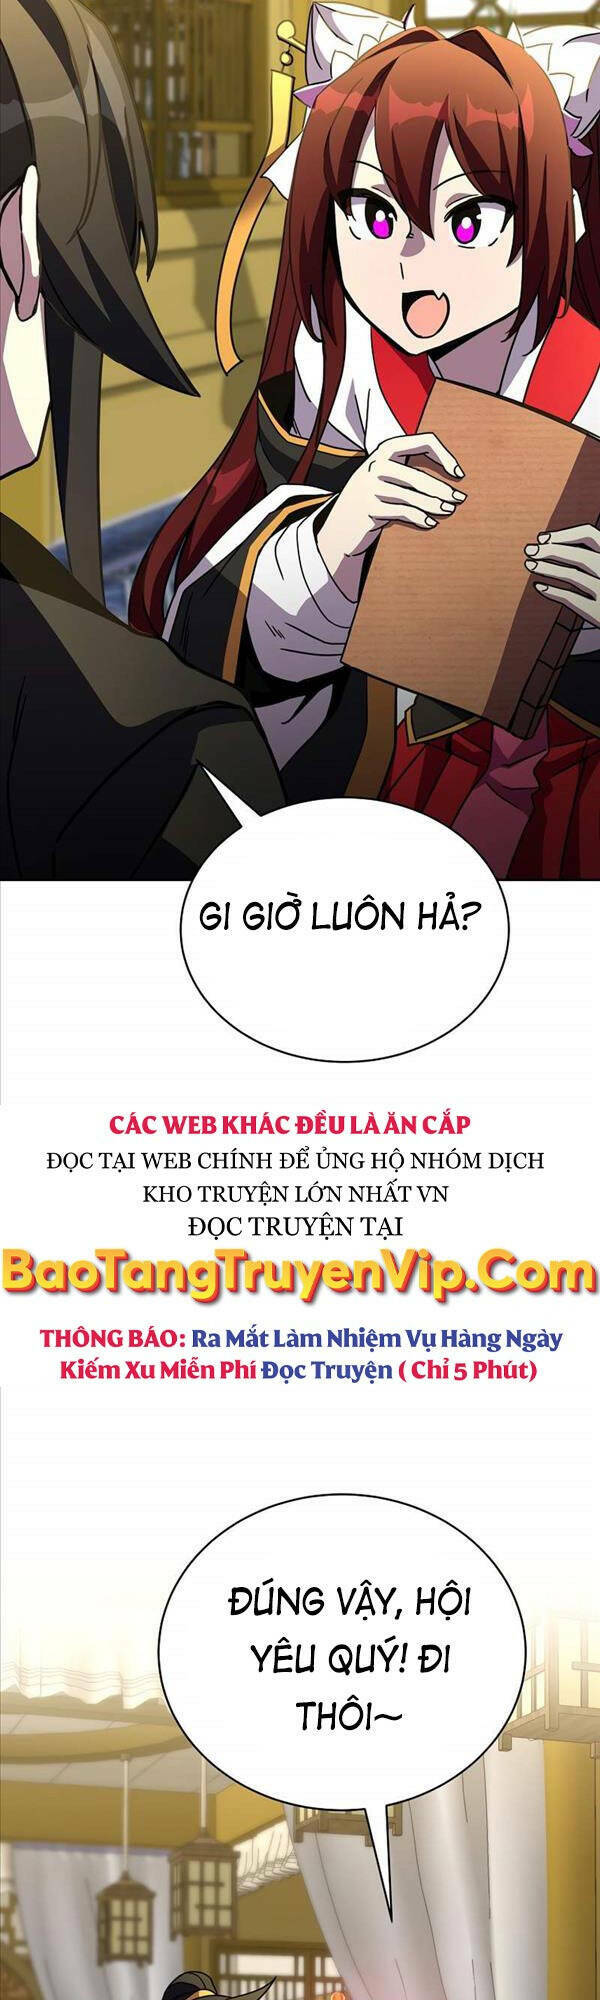 GI GIỜ LUÔN HẢ?
CÁC WEB KHÁC ĐỀU LÀ ĂN CẮP
ĐỌC TẠI WEB CHÍNH ĐỂ ỦNG HỘ NHÓM DỊCH
KHO TRUYỆN LỚN NHẤT VN
ĐỌC TRUYỆN TẠI
BaoTangTruyenVip.Com
THÔNG BÁO: Ra Mắt Làm Nhiệm Vụ Hàng Ngày
Kiếm Xu Miễn Phí Đọc Truyện ( Chỉ 5 Phút)
ĐÚNG VẬY, HỘI
YÊU QUÝ! ĐI
THÔI~